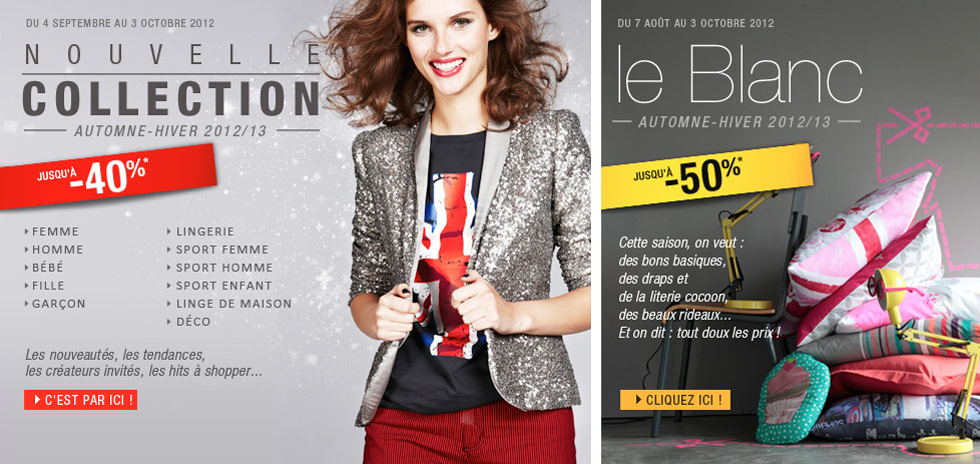 DU 4 SEPTEMBRE AU 3 OCTOBRE 2012
NOUVELLE
COLLECTION
AUTOMNE-HIVER 2012/13
JUSQU'À -40%*
FEMME
HOMME
BÉBÉ
FILLE
GARÇON
LINGERIE
SPORT FEMME
SPORT HOMME
SPORT ENFANT
LINGE DE MAISON
DÉCO
Les nouveautés, les tendances,
les créateurs invités, les hits à shopper...
C'EST PAR ICI !
DU 7 AOÛT AU 3 OCTOBRE 2012
le Blanc
AUTOMNE-HIVER 2012/13
JUSQU'À -50%*
Cette saison, on veut :
des bons basiques,
des draps et
de la literie cocoon,
des beaux rideaux...
Et on dit : tout doux les prix !
CLIQUEZ ICI !